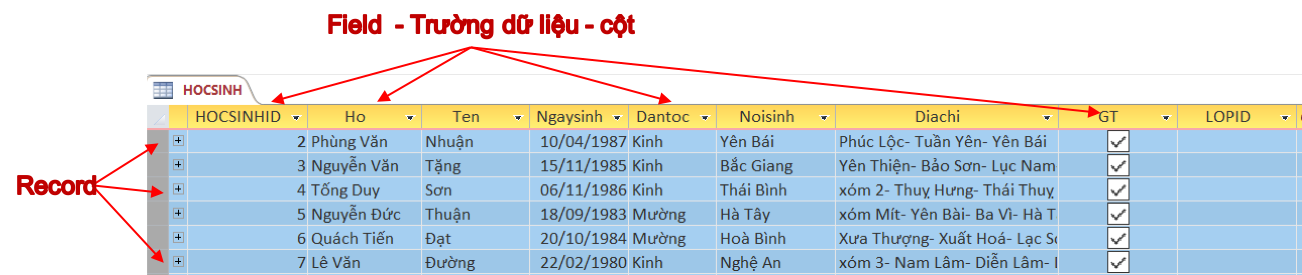 Field - Trường dữ liệu - cột
HOCSINH
HOCSINHID Ho Ten Ngaysinh Dantoc Noisinh Diachi GT LOPID
2 Phùng Văn Nhuận 10/04/1987 Kinh Yên Bái Phúc Lộc- Tuần Yên- Yên Bái
3 Nguyễn Văn Tặng 15/11/1985 Kinh Bắc Giang Yên Thiện- Bảo Sơn- Lục Nam
Record 4 Tống Duy Sơn 06/11/1986 Kinh Thái Bình xóm 2- Thuỵ Hưng- Thái Thuỵ
5 Nguyễn Đức Thuận 18/09/1983 Mường Hà Tây xóm Mít- Yên Bài- Ba Vì- Hà T
6 Quách Tiến Đạt 20/10/1984 Mường Hoà Bình Xưa Thượng- Xuất Hoá- Lạc
7 Lê Văn Đường 22/02/1980 Kinh Nghệ An xóm 3- Nam Lâm- Diễn Lâm-